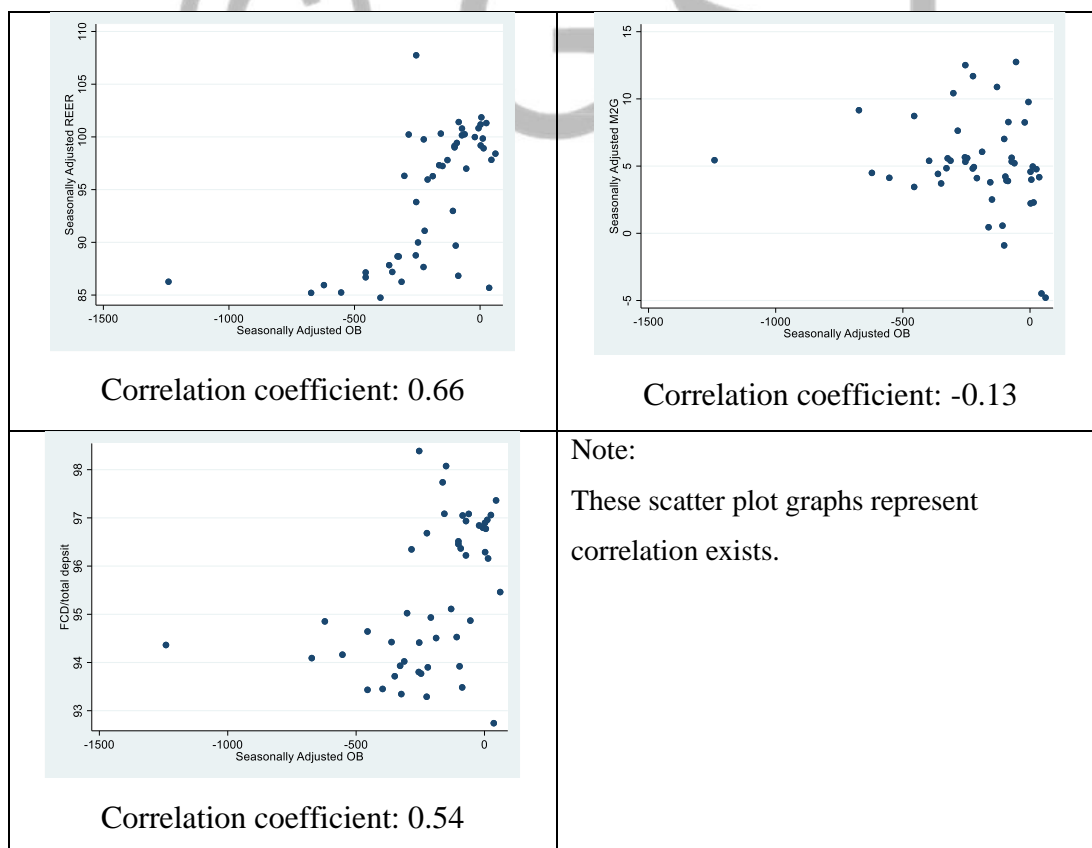 110
105
100
95
90
85
Seasonally Adjusted REER
-1500
-1000
-500
0
Seasonally Adjusted OB
Correlation coefficient: 0.66
15
10
5
0
-5
Seasonally Adjusted M2G
-1500
-1000
-500
0
Seasonally Adjusted OB
Correlation coefficient: -0.13
98
97
96
95
94
93
FCD/total depsit
-1500
-1000
-500
0
Seasonally Adjusted OB
Correlation coefficient: 0.54
Note:
These scatter plot graphs represent
correlation exists.